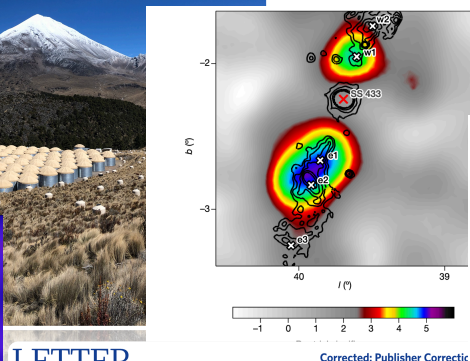 w2
w1
−2
SS 433
b (º)
e1
e2
−3
e3
40
39
l (º)
−1 0 1 2 3 4 5
LETTER
Corrected: Publisher Correctio